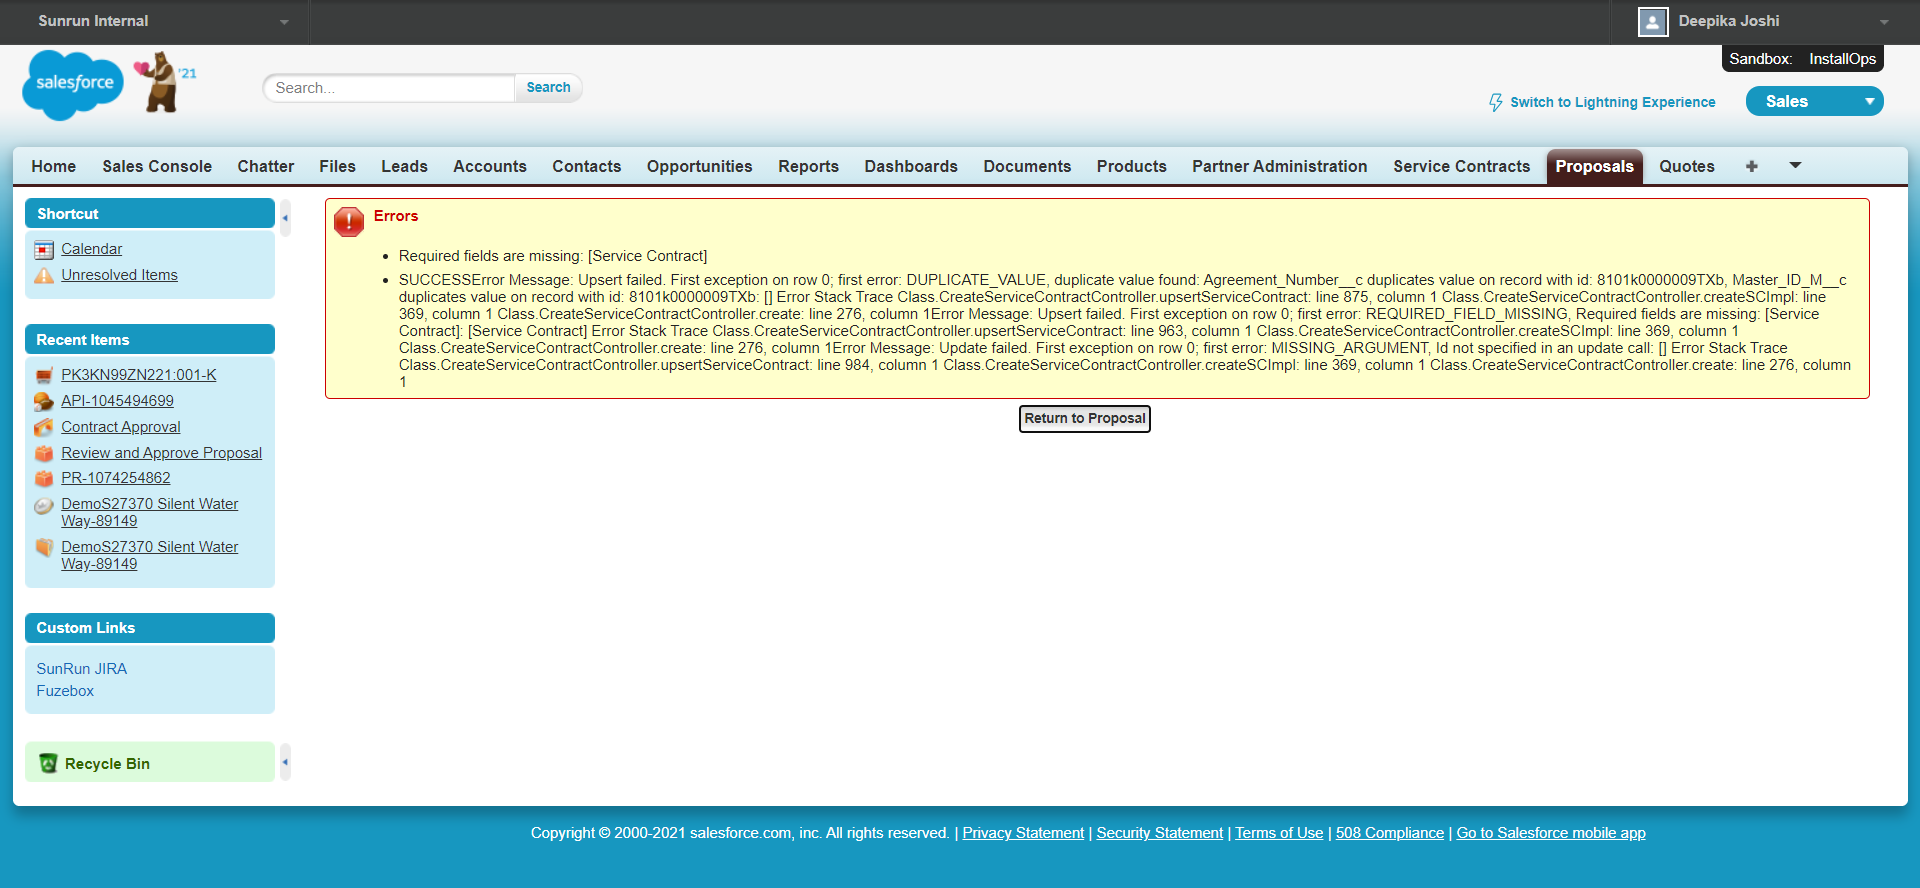 Sunrun Internal
Deepika Joshi
Sandbox: InstallOps
salesforce
'21
Search...
Search
Switch to Lightning Experience
Sales
Home
Sales Console
Chatter
Files
Leads
Accounts
Contacts
Opportunities
Reports
Dashboards
Documents
Products
Partner Administration
Service Contracts
Proposals
Quotes
Shortcut
Calendar
Unresolved Items
Recent Items
PK3KN99ZN221:001-K
API-1045494699
Contract Approval
Review and Approve Proposal
PR-1074254862
DemoS27370 Silent Water
Way-89149
DemoS27370 Silent Water
Way-89149
Custom Links
SunRun JIRA
Fuzebox
Recycle Bin
Errors
Required fields are missing: [Service Contract]
SUCCESSError Message: Upsert failed. First exception on row 0; first error: DUPLICATE_VALUE, duplicate value found: Agreement_Number__c duplicates value on record with id: 8101k0000009TXb, Master_ID_M__c
duplicates value on record with id: 8101k0000009TXb: [] Error Stack Trace Class.CreateServiceContractController.upsertServiceContract: line 875, column 1 Class.CreateServiceContractController.createSCImpl: line
369, column 1 Class.CreateServiceContractController.create: line 276, column 1Error Message: Upsert failed. First exception on row 0; first error: REQUIRED_FIELD_MISSING, Required fields are missing: [Service
Contract]: [Service Contract] Error Stack Trace Class.CreateServiceContractController.upsertServiceContract: line 963, column 1 Class.CreateServiceContractController.createSCImpl: line 369, column 1
Class.CreateServiceContractController.create: line 276, column 1Error Message: Update failed. First exception on row 0; first error: MISSING_ARGUMENT, Id not specified in an update call: [] Error Stack Trace
Class.CreateServiceContractController.upsertServiceContract: line 984, column 1 Class.CreateServiceContractController.createSCImpl: line 369, column 1 Class.CreateServiceContractController.create: line 276, column
1
Return to Proposal
Copyright © 2000-2021 salesforce.com, inc. All rights reserved. | Privacy Statement | Security Statement | Terms of Use | 508 Compliance | Go to Salesforce mobile app